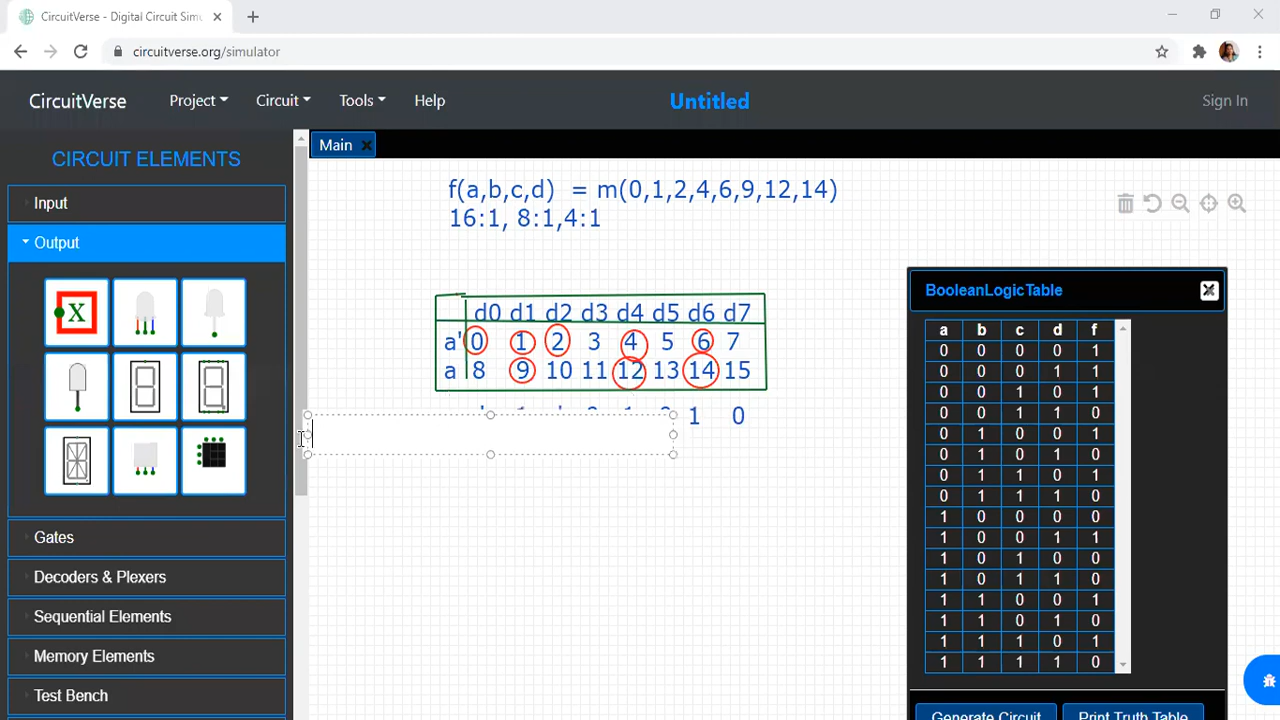 CircuitVerse - Digital Circuit Simu
circuitverse.org/simulator
CircuitVerse
Project
Circuit
Tools
Help
Untitled
Sign In
CIRCUIT ELEMENTS
Input
Output
X
Gates
Decoders & Plexers
Sequential Elements
Memory Elements
Test Bench
Main
f(a,b,c,d) = m(0,1,2,4,6,9,12,14)
16:1, 8:1,4:1
d0 d1 d2 d3 d4 d5 d6 d7
a' 0 1 2 3 4 5 6 7
a 8 9 10 11 12 13 14 15
1 0
BooleanLogicTable
a b c d f
0 0 0 0 1
0 0 0 1 1
0 0 1 0 1
0 0 1 1 0
0 1 0 0 1
0 1 0 1 0
0 1 1 0 1
0 1 1 1 0
1 0 0 0 0
1 0 0 1 1
1 0 1 0 0
1 0 1 1 0
1 1 0 0 1
1 1 0 1 0
1 1 1 0 1
1 1 1 1 0
Generate Circuit
Print Truth Table